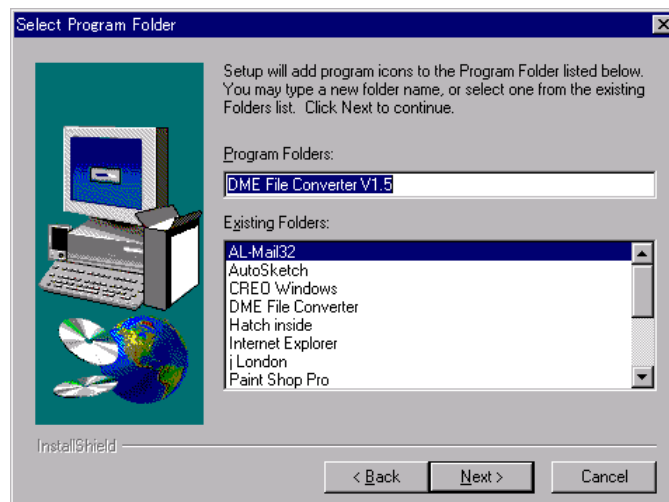 Select Program Folder
Setup will add program icons to the Program Folder listed below.
You may type a new folder name, or select one from the existing
Folders list.  Click Next to continue.
Program Folders:
DME File Converter V1.5
Existing Folders:
AL-Mail32
AutoSketch
CREO Windows
DME File Converter
Hatch inside
Internet Explorer
j London
Paint Shop Pro
InstallShield
< Back
Next >
Cancel